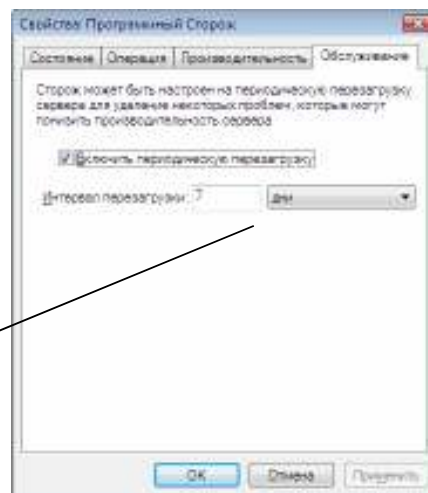 Свойства: Программный Сторож
Состояние Операция Производительность Обслуживание
Сторож может быть настроен на периодическую перезагрузку
сервера для удаление некоторых проблем, которые могут
понизить производительность сервера
Включить периодическую перезагрузку
Интервал перезагрузки: 7 дни
OK Отмена Применить